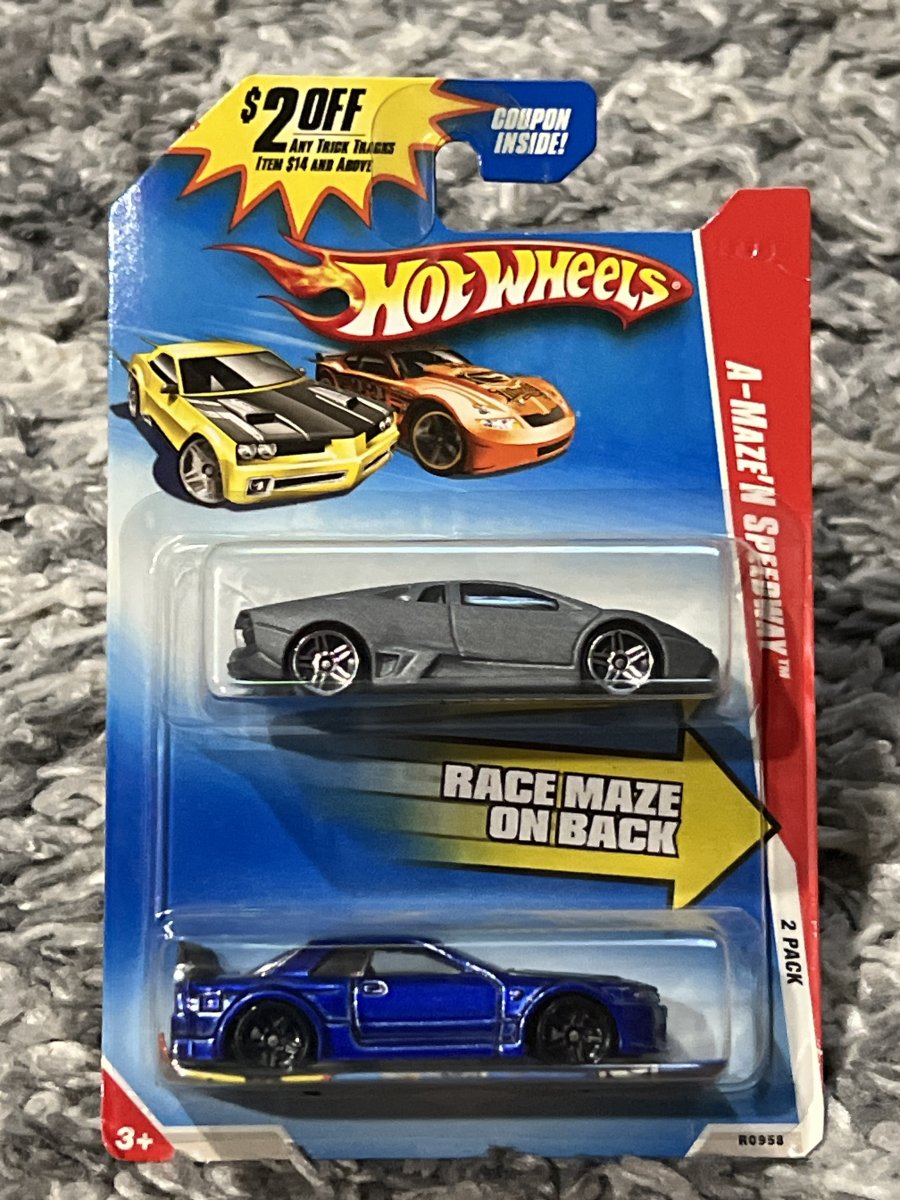 $2 OFF
ANY TRICK TRACKS
ITEM $14 AND ABOVE
COUPON
INSIDE!
HOT WHEELS®
A-MAZE'N SPEEDWAY™
RACE MAZE
ON BACK
2 PACK
3+
R0958